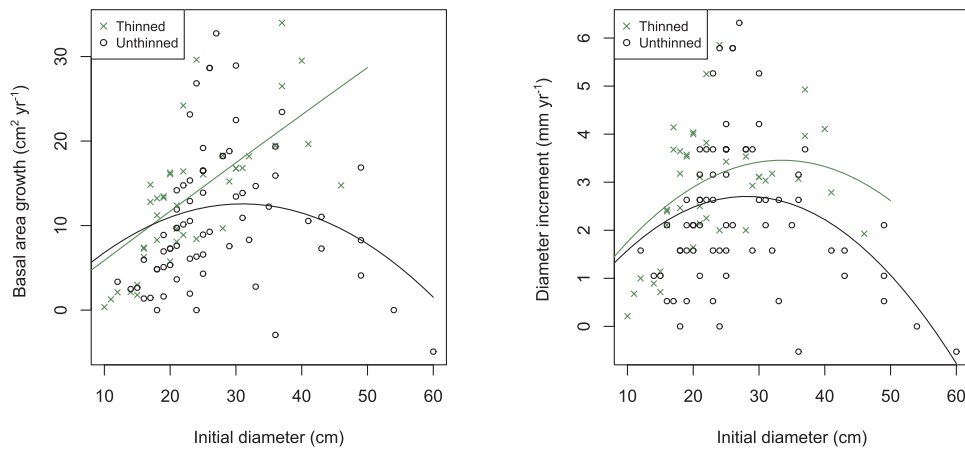 Thinned
Unthinned
Basal area growth (cm² yr⁻¹)
30
20
10
0
10 20 30 40 50 60
Initial diameter (cm)
Thinned
Unthinned
Diameter increment (mm yr⁻¹)
6
5
4
3
2
1
0
10 20 30 40 50 60
Initial diameter (cm)